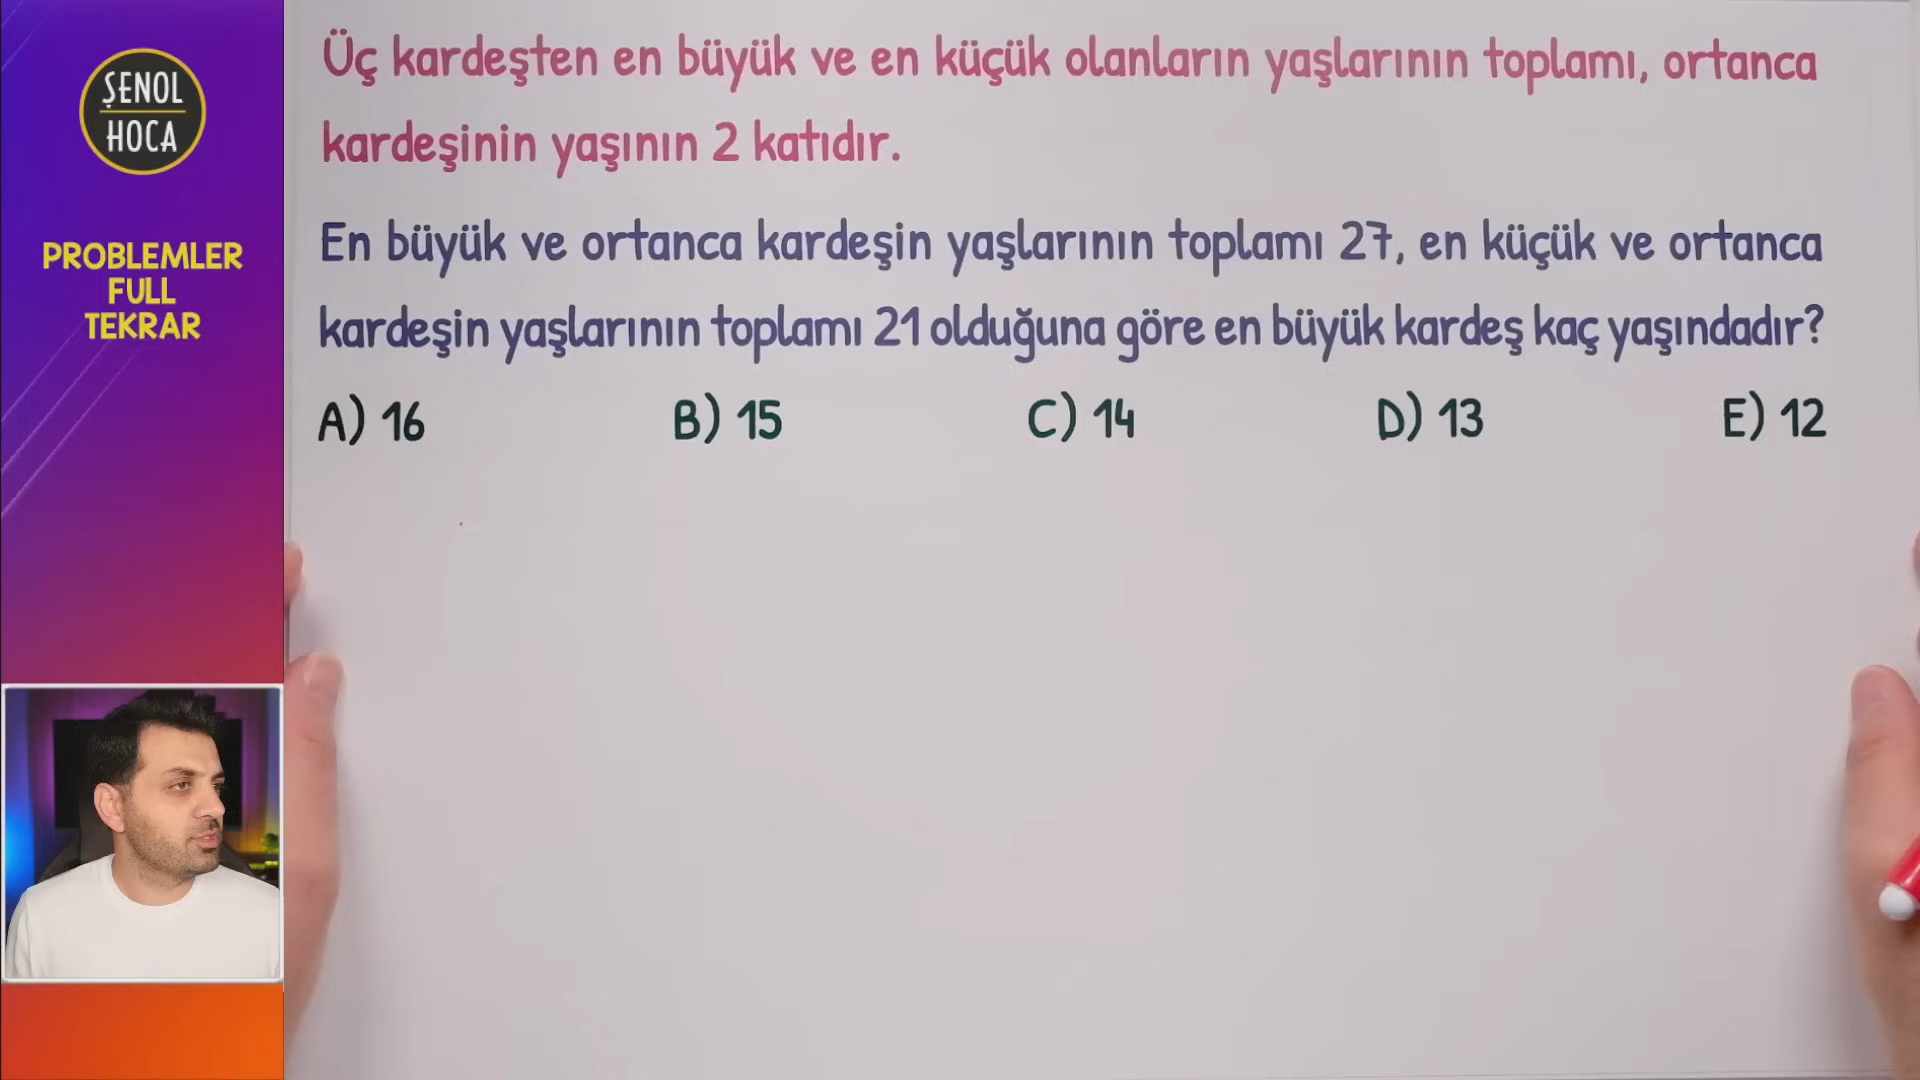 ŞENOL
HOCA
PROBLEMLER
FULL
TEKRAR
Üç kardeşten en büyük ve en küçük olanların yaşlarının toplamı, ortanca
kardeşinin yaşının 2 katıdır.
En büyük ve ortanca kardeşin yaşlarının toplamı 27, en küçük ve ortanca
kardeşin yaşlarının toplamı 21 olduğuna göre en büyük kardeş kaç yaşındadır?
A) 16 B) 15 C) 14 D) 13 E) 12